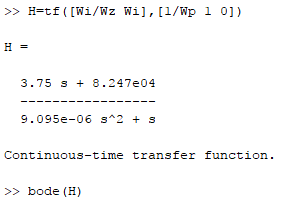 >> H=tf([Wi/Wz Wi],[1/Wp 1 0])
H =
3.75 s + 8.247e04
-----------------
9.095e-06 s^2 + s
Continuous-time transfer function.
>> bode(H)